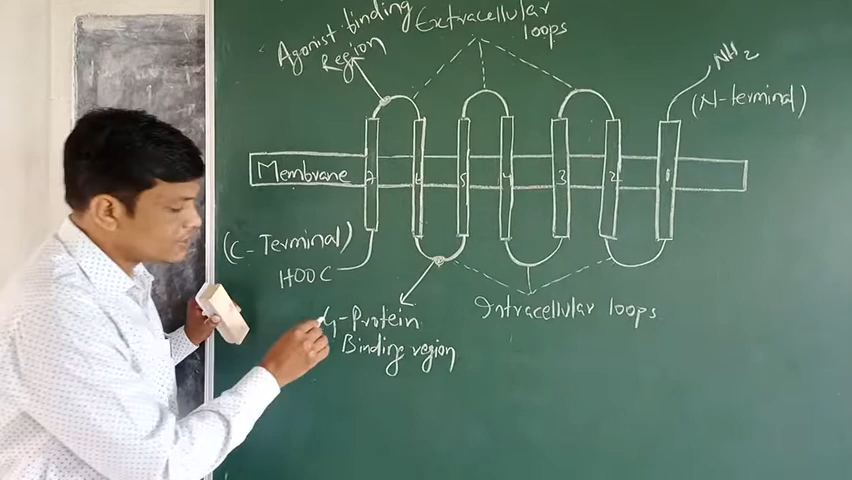 Agonist binding
Region
Extracellular
loops
NH2
(N-terminal)
Membrane 7 6 5 4 3 2 1
(C-Terminal)
HOOC
G-Protein
Binding region
Intracellular loops